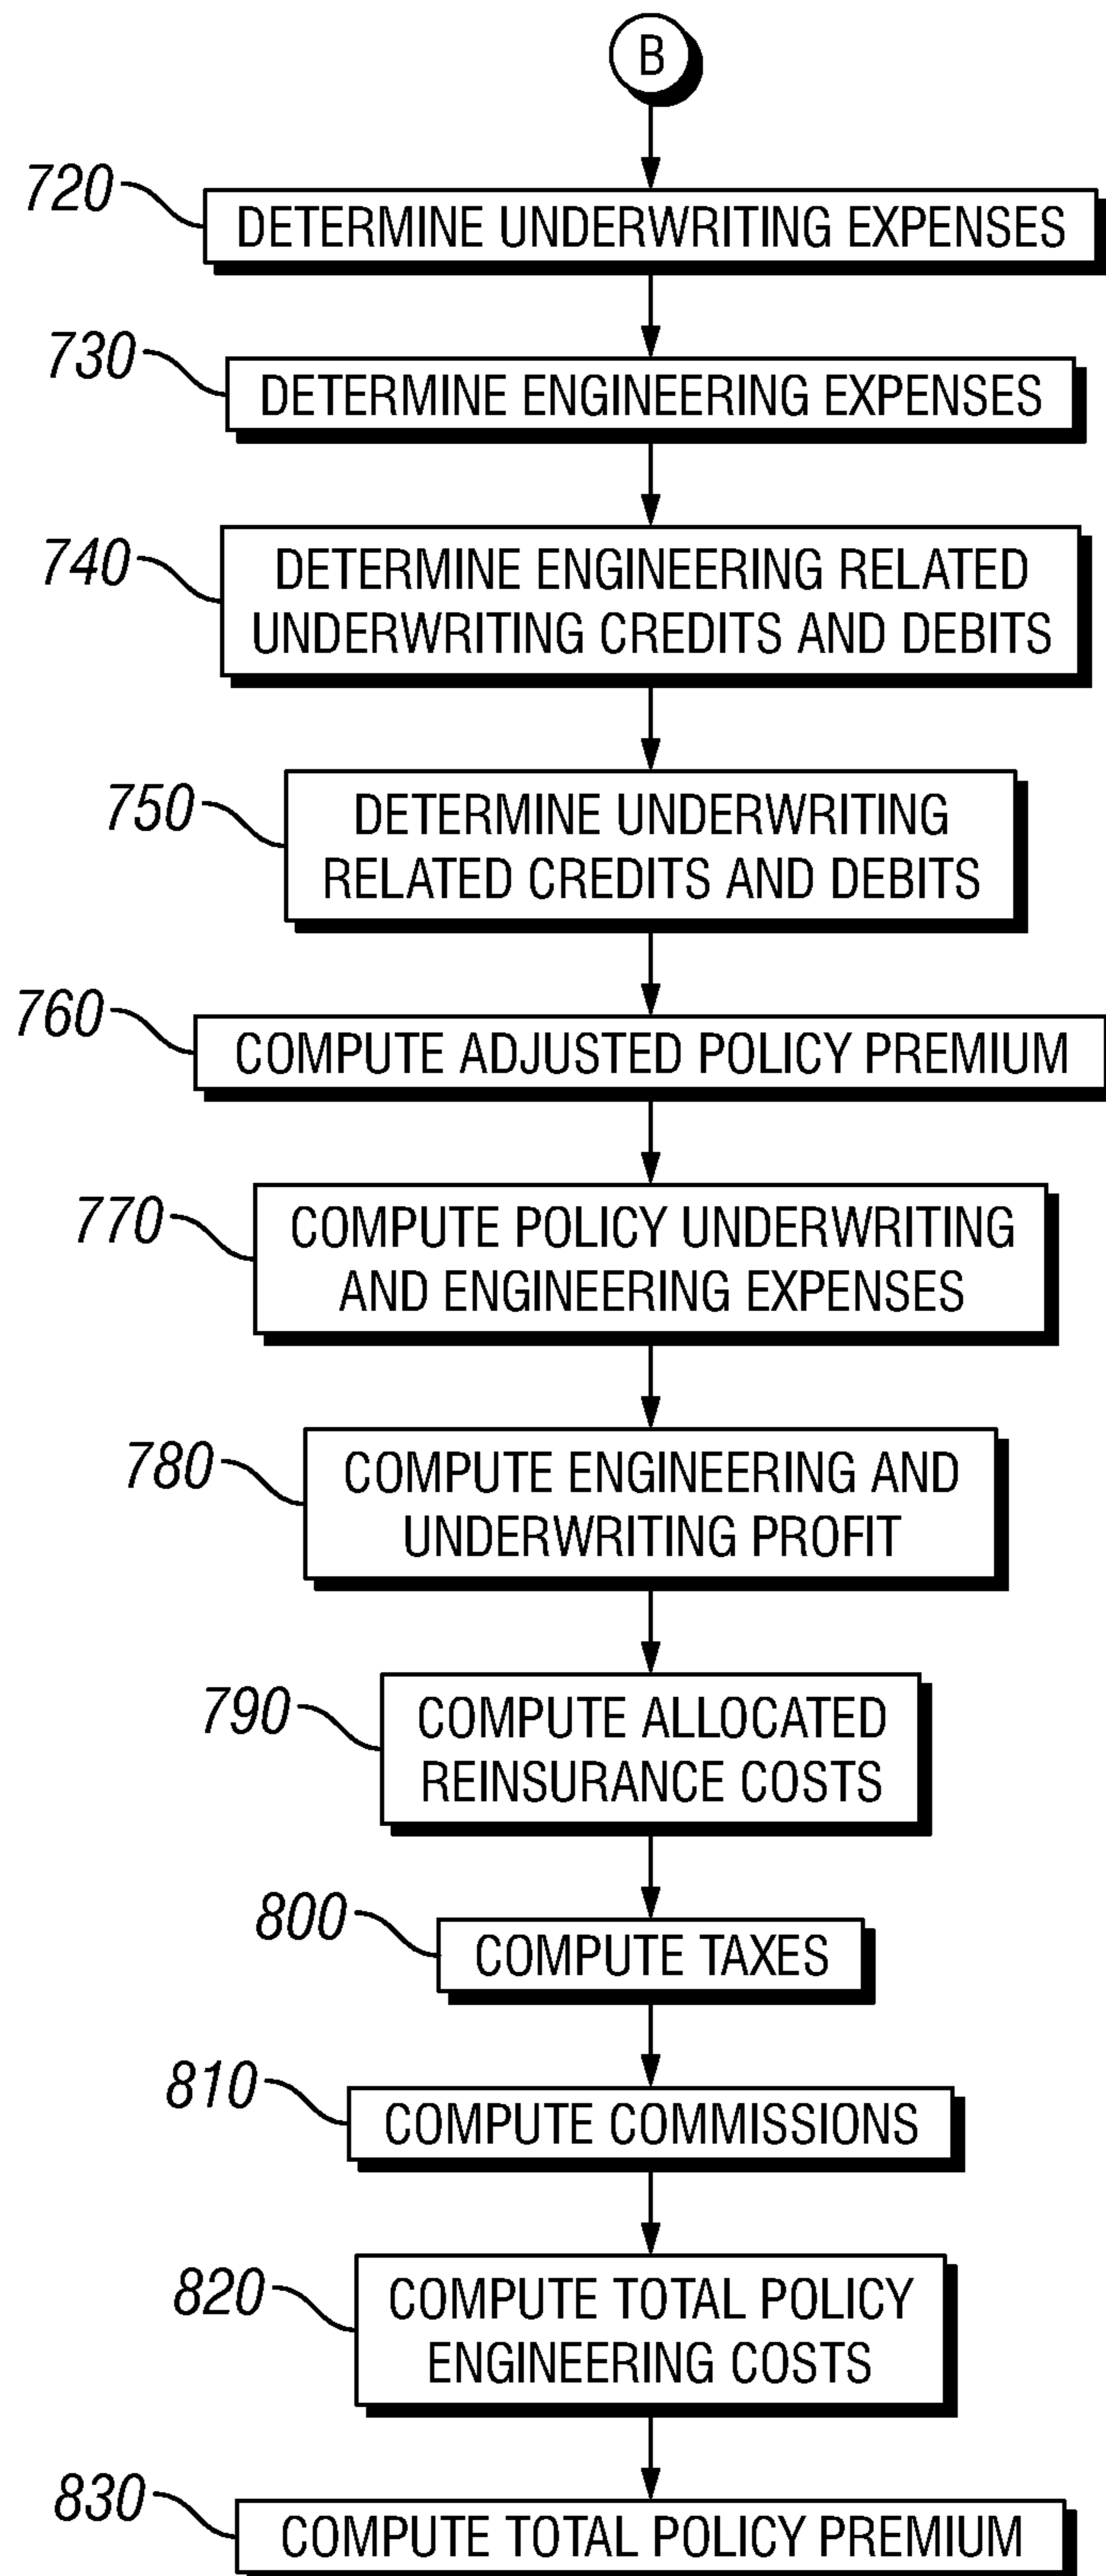 B
720
DETERMINE UNDERWRITING EXPENSES
730
DETERMINE ENGINEERING EXPENSES
740
DETERMINE ENGINEERING RELATED
UNDERWRITING CREDITS AND DEBITS
750
DETERMINE UNDERWRITING
RELATED CREDITS AND DEBITS
760
COMPUTE ADJUSTED POLICY PREMIUM
770
COMPUTE POLICY UNDERWRITING
AND ENGINEERING EXPENSES
780
COMPUTE ENGINEERING AND
UNDERWRITING PROFIT
790
COMPUTE ALLOCATED
REINSURANCE COSTS
800
COMPUTE TAXES
810
COMPUTE COMMISSIONS
820
COMPUTE TOTAL POLICY
ENGINEERING COSTS
830
COMPUTE TOTAL POLICY PREMIUM